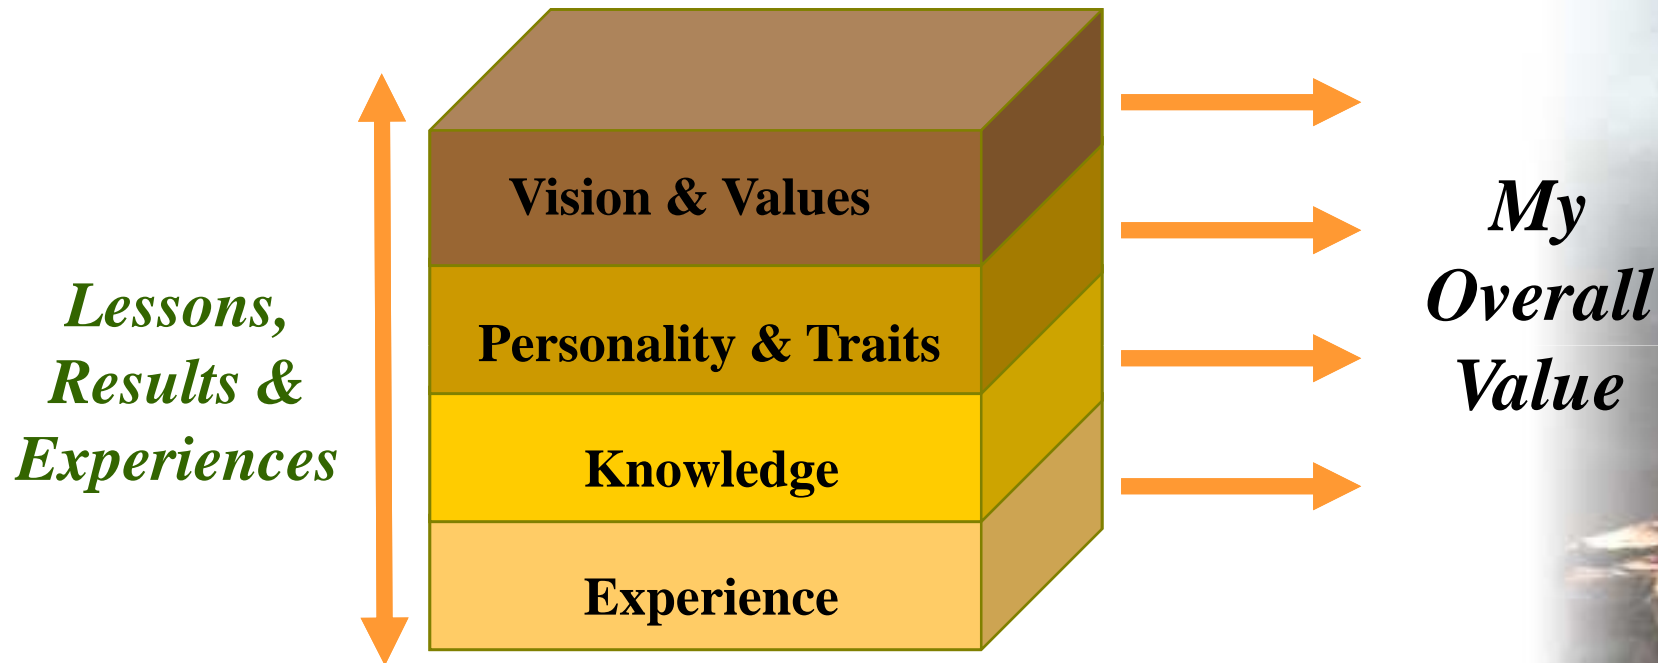 Lessons,
Results &
Experiences
Vision & Values
Personality & Traits
Knowledge
Experience
My
Overall
Value